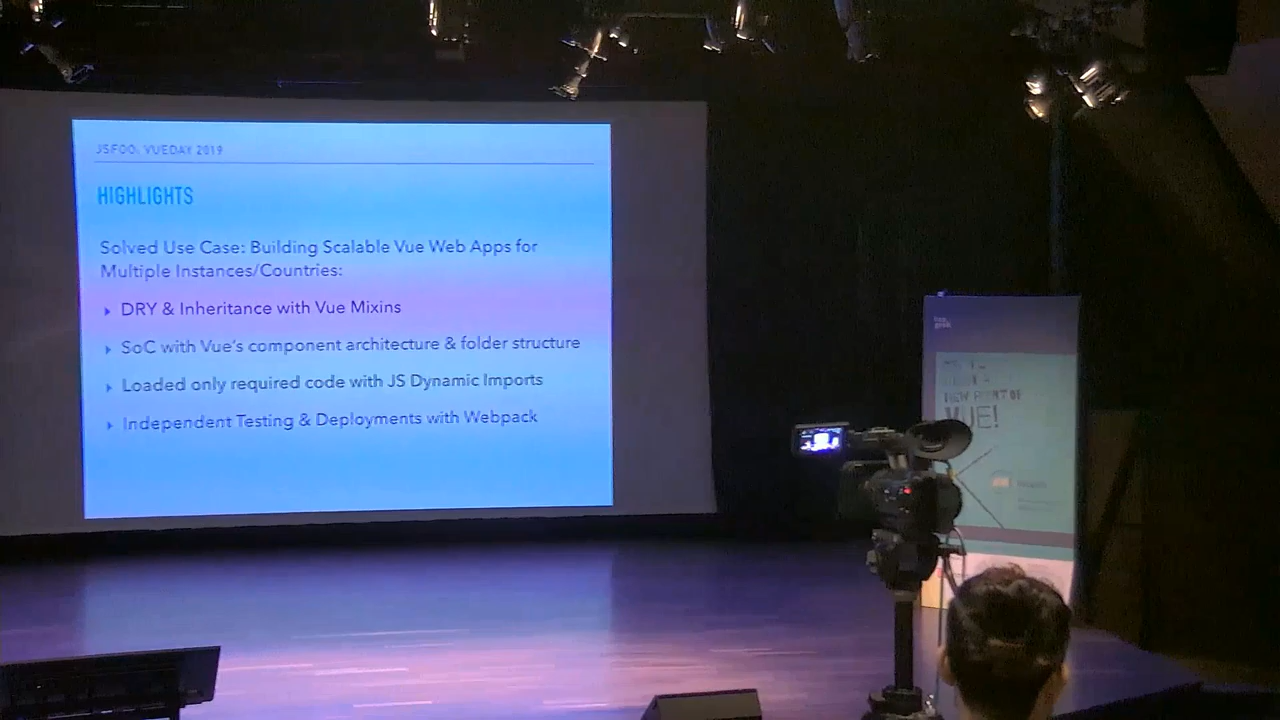 JSFOO: VUEDAY 2019
HIGHLIGHTS
Solved Use Case: Building Scalable Vue Web Apps for
Multiple Instances/Countries:
DRY & Inheritance with Vue Mixins
SoC with Vue's component architecture & folder structure
Loaded only required code with JS Dynamic Imports
Independent Testing & Deployments with Webpack
VUE!